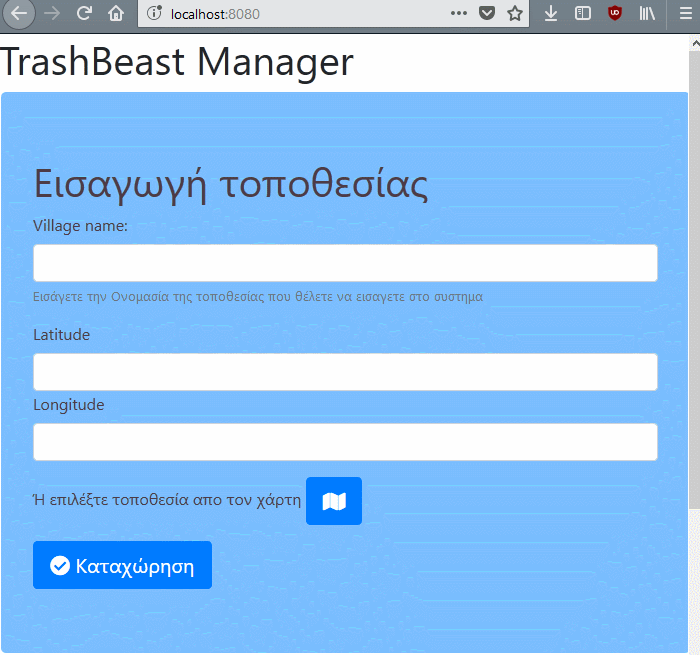 localhost:8080
TrashBeast Manager
Εισαγωγή τοποθεσίας
Village name:
Εισάγετε την Ονομασία της τοποθεσίας που θέλετε να εισαγετε στο συστημα
Latitude
Longitude
Ή επιλέξτε τοποθεσία απο τον χάρτη
Καταχώρηση